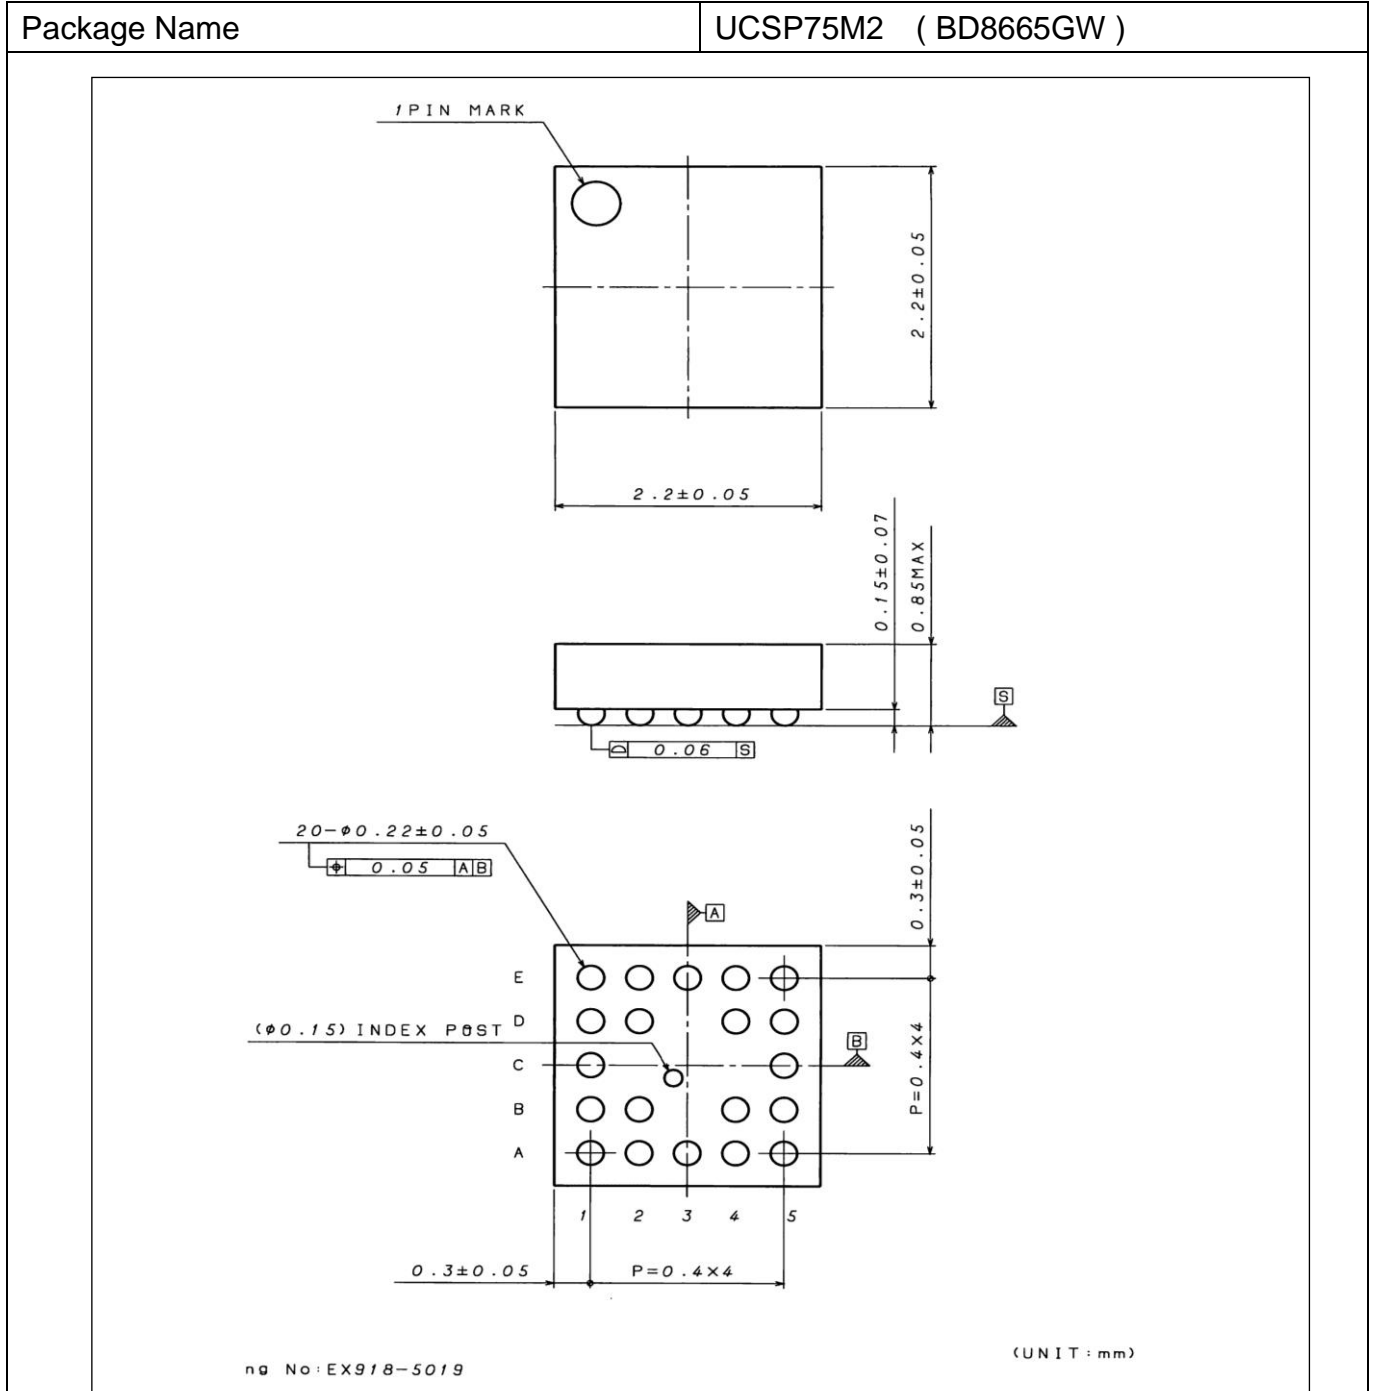 Package Name UCSP75M2 ( BD8665GW )
1PIN MARK
2.2±0.05
2.2±0.05
0.15±0.07
0.85MAX
S
0.06 S
20-φ0.22±0.05
0.05 A B
0.3±0.05
A
E
(φ0.15) INDEX POST D
B
C
P=0.4×4
B
A
1 2 3 4 5
0.3±0.05 P=0.4×4
(UNIT:mm)
ng No:EX918-5019